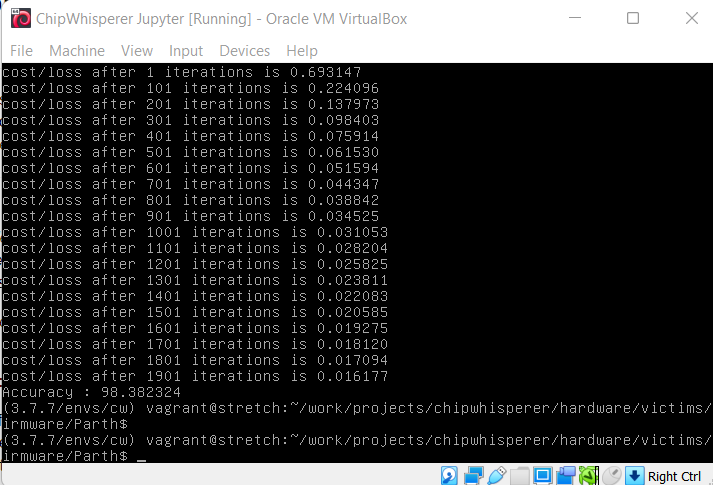 ChipWhisperer Jupyter [Running] - Oracle VM VirtualBox
File Machine View Input Devices Help
cost/loss after 1 iterations is 0.693147
cost/loss after 101 iterations is 0.224096
cost/loss after 201 iterations is 0.137973
cost/loss after 301 iterations is 0.098403
cost/loss after 401 iterations is 0.075914
cost/loss after 501 iterations is 0.061530
cost/loss after 601 iterations is 0.051594
cost/loss after 701 iterations is 0.044347
cost/loss after 801 iterations is 0.038842
cost/loss after 901 iterations is 0.034525
cost/loss after 1001 iterations is 0.031053
cost/loss after 1101 iterations is 0.028204
cost/loss after 1201 iterations is 0.025825
cost/loss after 1301 iterations is 0.023811
cost/loss after 1401 iterations is 0.022083
cost/loss after 1501 iterations is 0.020585
cost/loss after 1601 iterations is 0.019275
cost/loss after 1701 iterations is 0.018120
cost/loss after 1801 iterations is 0.017094
cost/loss after 1901 iterations is 0.016177
Accuracy : 98.382324
(3.7.7/envs/cw) vagrant@stretch:~/work/projects/chipwhisperer/hardware/victims/
irmware/Parth$
(3.7.7/envs/cw) vagrant@stretch:~/work/projects/chipwhisperer/hardware/victims/
irmware/Parth$ _
Right Ctrl